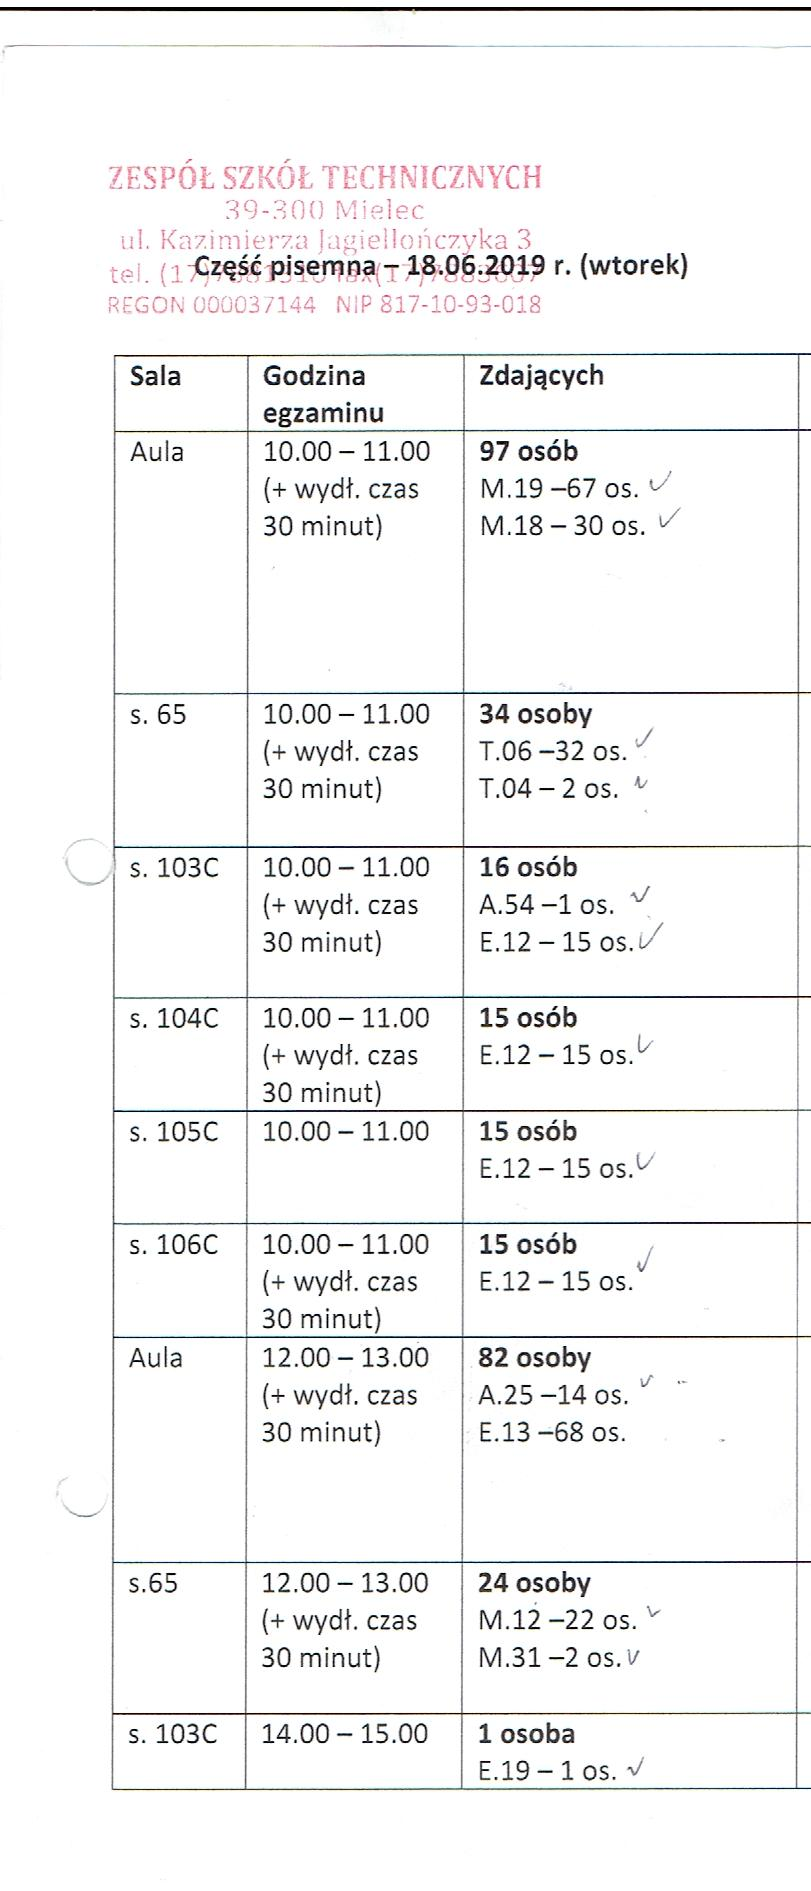 ZESPÓŁ SZKÓŁ TECHNICZNYCH
39-300 Mielec
ul. Kazimierza Jagiellończyka 3
Część pisemna – 18.06.2019 r. (wtorek)
tel. (17)
REGON 000037144 NIP 817-10-93-018
Sala Godzina egzaminu Zdających
Aula 10.00 – 11.00 97 osób
(+ wydł. czas M.19 –67 os.
30 minut) M.18 – 30 os.
s. 65 10.00 – 11.00 34 osoby
(+ wydł. czas T.06 –32 os.
30 minut) T.04 – 2 os.
s. 103C 10.00 – 11.00 16 osób
(+ wydł. czas A.54 –1 os.
30 minut) E.12 – 15 os.
s. 104C 10.00 – 11.00 15 osób
(+ wydł. czas E.12 – 15 os.
30 minut)
s. 105C 10.00 – 11.00 15 osób
E.12 – 15 os.
s. 106C 10.00 – 11.00 15 osób
(+ wydł. czas E.12 – 15 os.
30 minut)
Aula 12.00 – 13.00 82 osoby
(+ wydł. czas A.25 –14 os.
30 minut) E.13 –68 os.
s.65 12.00 – 13.00 24 osoby
(+ wydł. czas M.12 –22 os.
30 minut) M.31 –2 os.
s. 103C 14.00 – 15.00 1 osoba
E.19 – 1 os.